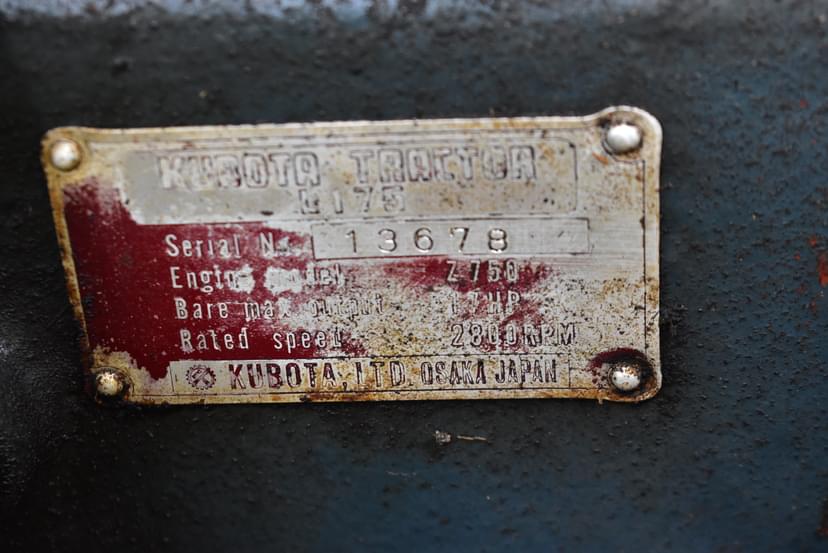 KUBOTA TRACTOR
L175
Serial No. 13678
Engine model Z750
Bare max output 17HP
Rated speed 2800RPM
KUBOTA, LTD. OSAKA JAPAN